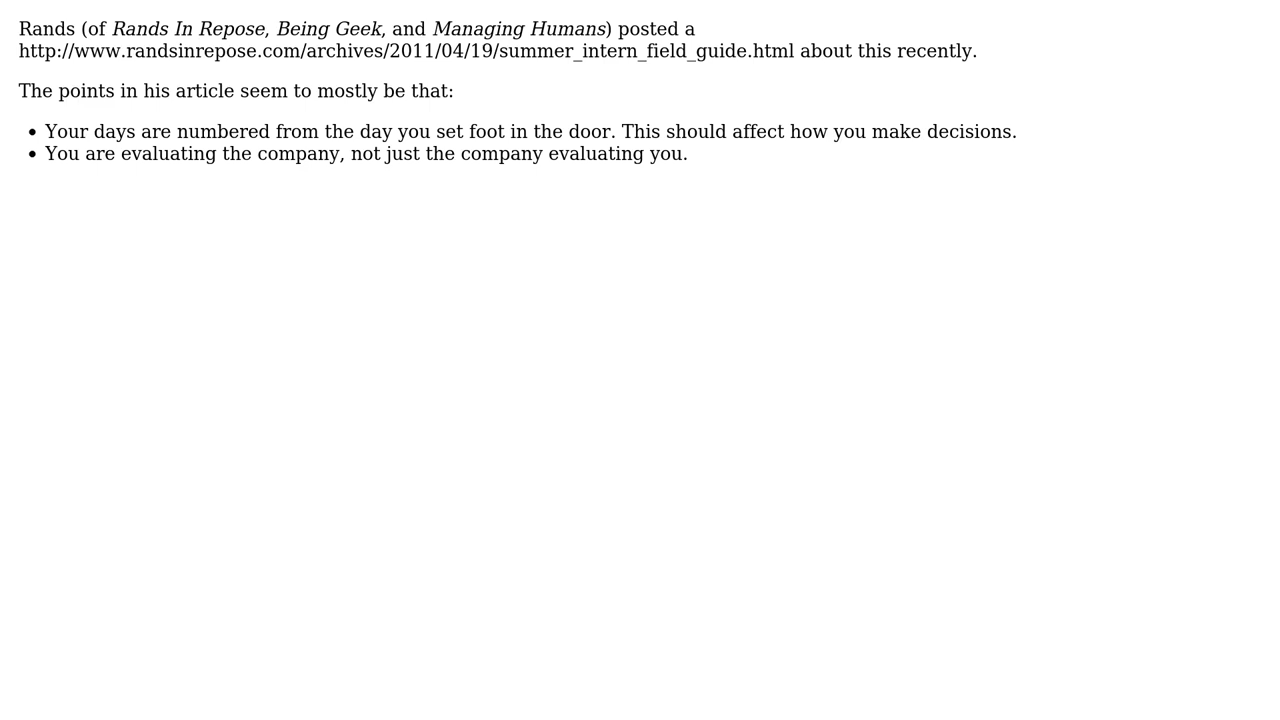 Rands (of Rands In Repose, Being Geek, and Managing Humans) posted a
http://www.randsinrepose.com/archives/2011/04/19/summer_intern_field_guide.html about this recently.
The points in his article seem to mostly be that:
• Your days are numbered from the day you set foot in the door. This should affect how you make decisions.
• You are evaluating the company, not just the company evaluating you.